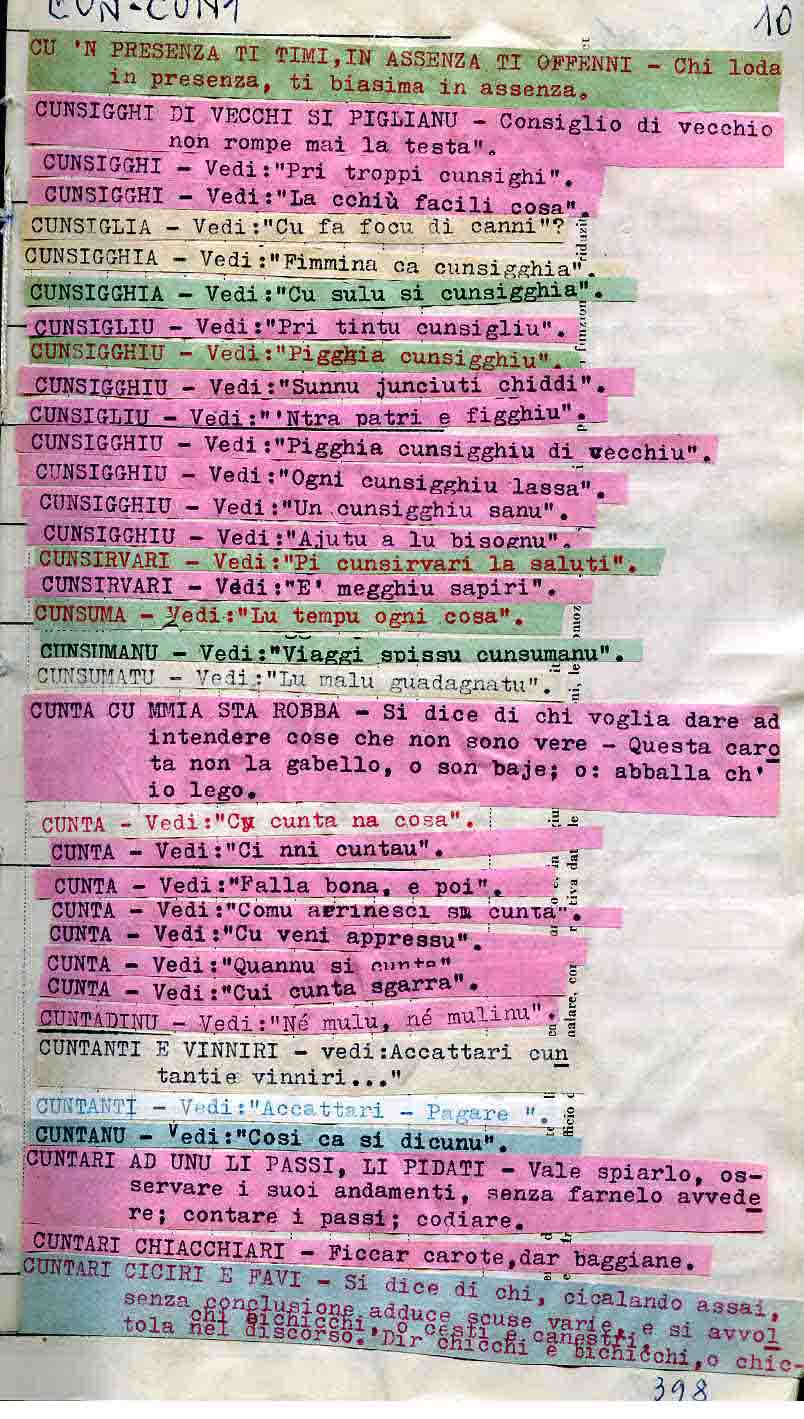 CUN-CUNT
10
CU 'N PRESENZA TI TIMI,IN ASSENZA TI OFFENNI - Chi loda
in presenza, ti biasima in assenza.
CUNSIGGHI DI VECCHI SI PIGLIANU - Consiglio di vecchio
non rompe mai la testa".
CUNSIGGHI - Vedi:"Pri troppi cunsighi".
CUNSIGGHI - Vedi:"La cchiù facili cosa".
CUNSIGLIA - Vedi:"Cu fa focu di canni"?
CUNSIGGHIA - Vedi:"Fimmina ca cunsigghia".
CUNSIGGHIA - Vedi:"Cu sulu si cunsigghia".
CUNSIGLIU - Vedi:"Pri tintu cunsigliu".
CUNSIGGHIU - Vedi:"Pigghia cunsigghiu".
CUNSIGGHIU - Vedi:"Sunnu junciuti chiddi".
CUNSIGLIU - Vedi:"'Ntra patri e figghiu".
CUNSIGGHIU - Vedi:"Pigghia cunsigghiu di vecchiu".
CUNSIGGHIU - Vedi:"Ogni cunsigghiu lassa".
CUNSIGGHIU - Vedi:"Un cunsigghiu sanu".
CUNSIGGHIU - Vedi:"Ajutu a lu bisognu".
CUNSIRVARI - Vedi:"Pi cunsirvari la saluti".
CUNSIRVARI - Vedi:"E' megghiu sapiri".
CUNSUMA - Vedi:"Lu tempu ogni cosa".
CUNSUMANU - Vedi:"Viaggi spissu cunsumanu".
CUNSUMATU - Vedi:"Lu malu guadagnatu".
CUNTA CU MMIA STA ROBBA - Si dice di chi voglia dare ad
intendere cose che non sono vere - Questa caro
ta non la gabello, o son baje; o: abballa ch'
io lego.
CUNTA - Vedi:"Cu cunta na cosa".
CUNTA - Vedi:"Ci nni cuntau".
CUNTA - Vedi:"Falla bona, e poi".
CUNTA - Vedi:"Comu arrinesci si cunta".
CUNTA - Vedi:"Cu veni appressu".
CUNTA - Vedi:"Quannu si cunta"
CUNTA - Vedi:"Cui cunta sgarra".
CUNTADINU - Vedi:"Né mulu, né mulinu".
CUNTANTI E VINNIRI - vedi:Accattari cun
tantie vinniri..."
CUNTANTI - Vedi:"Accattari - Pagare ".
CUNTANU - Vedi:"Cosi ca si dicunu".
CUNTARI AD UNU LI PASSI, LI PIDATI - Vale spiarlo, os-
servare i suoi andamenti, senza farnelo avvede
re; contare i passi; codiare.
CUNTARI CHIACCHIARI - Ficcar carote,dar baggiane.
CUNTARI CICIRI E FAVI - Si dice di chi, cicalando assai,
senza conclusione adduce scuse varie, e si avvol
tola nel discorso. Dir chicchi e bichicchi,o chic-
chi bichicchi, o cesti e canestri.
398